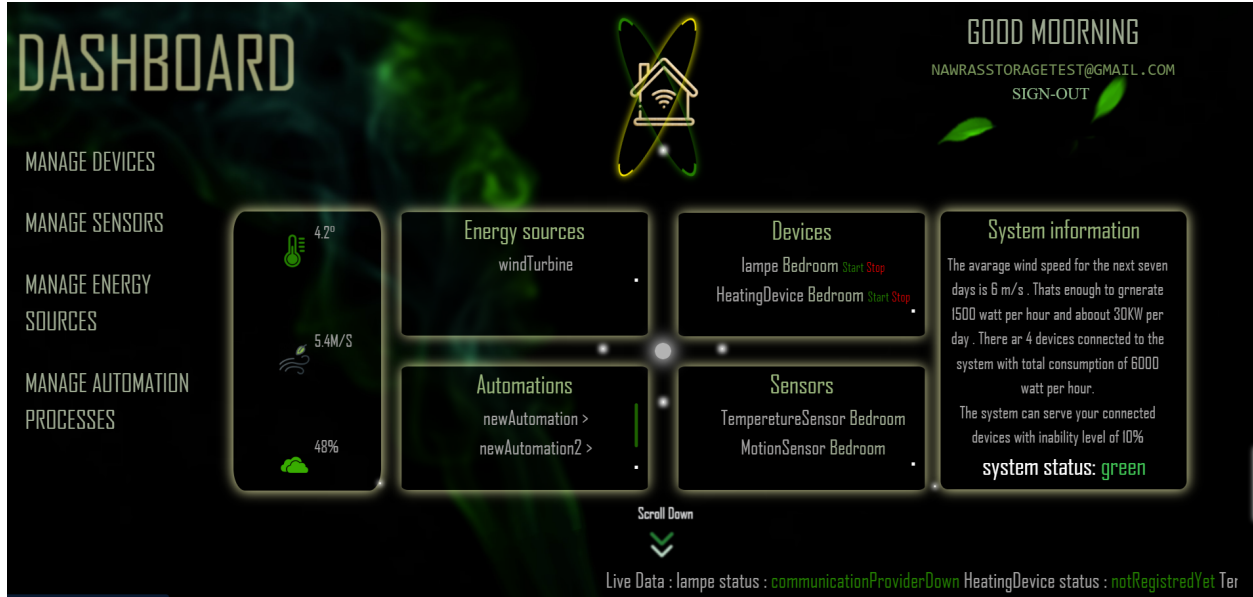 DASHBOARD
GOOD MOORNING
NAWRASSTORAGETEST@GMAIL.COM
SIGN-OUT
MANAGE DEVICES
MANAGE SENSORS
MANAGE ENERGY
SOURCES
MANAGE AUTOMATION
PROCESSES
4.2°
5.4M/S
48%
Energy sources
windTurbine
Devices
lampe Bedroom Start Stop
HeatingDevice Bedroom Start Stop
Automations
newAutomation >
newAutomation2 >
Sensors
TemperetureSensor Bedroom
MotionSensor Bedroom
System information
The avarage wind speed for the next seven
days is 6 m/s . Thats enough to grnerate
1500 watt per hour and aboout 30KW per
day . There ar 4 devices connected to the
system with total consumption of 6000
watt per hour.
The system can serve your connected
devices with inability level of 10%
system status: green
Scroll Down
Live Data : lampe status : communicationProviderDown HeatingDevice status : notRegistredYet Ter